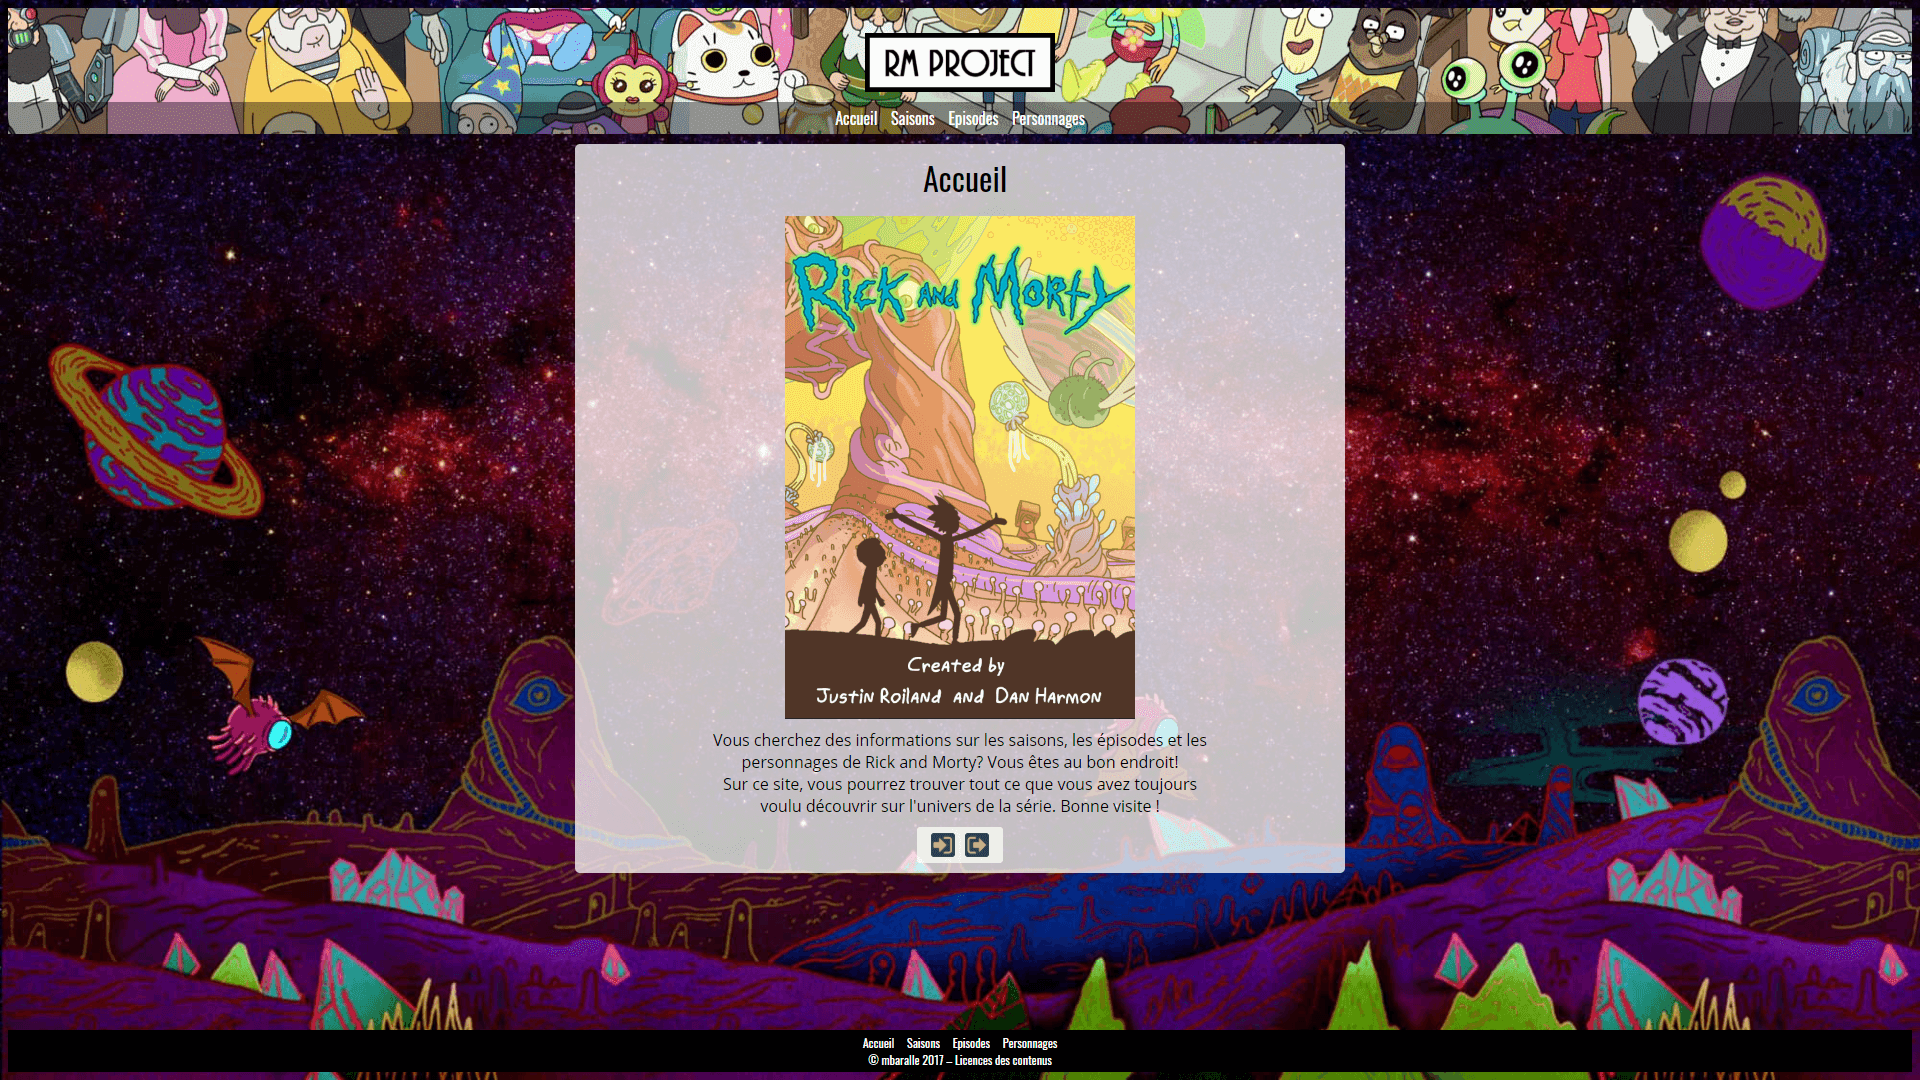 RM PROJECT
Accueil Saisons Episodes Personnages
Accueil
Rick and Morty
Created by
Justin Roiland and Dan Harmon
Vous cherchez des informations sur les saisons, les épisodes et les
personnages de Rick and Morty? Vous êtes au bon endroit!
Sur ce site, vous pourrez trouver tout ce que vous avez toujours
voulu découvrir sur l'univers de la série. Bonne visite !
Accueil Saisons Episodes Personnages
© mbaralle 2017 – Licences des contenus